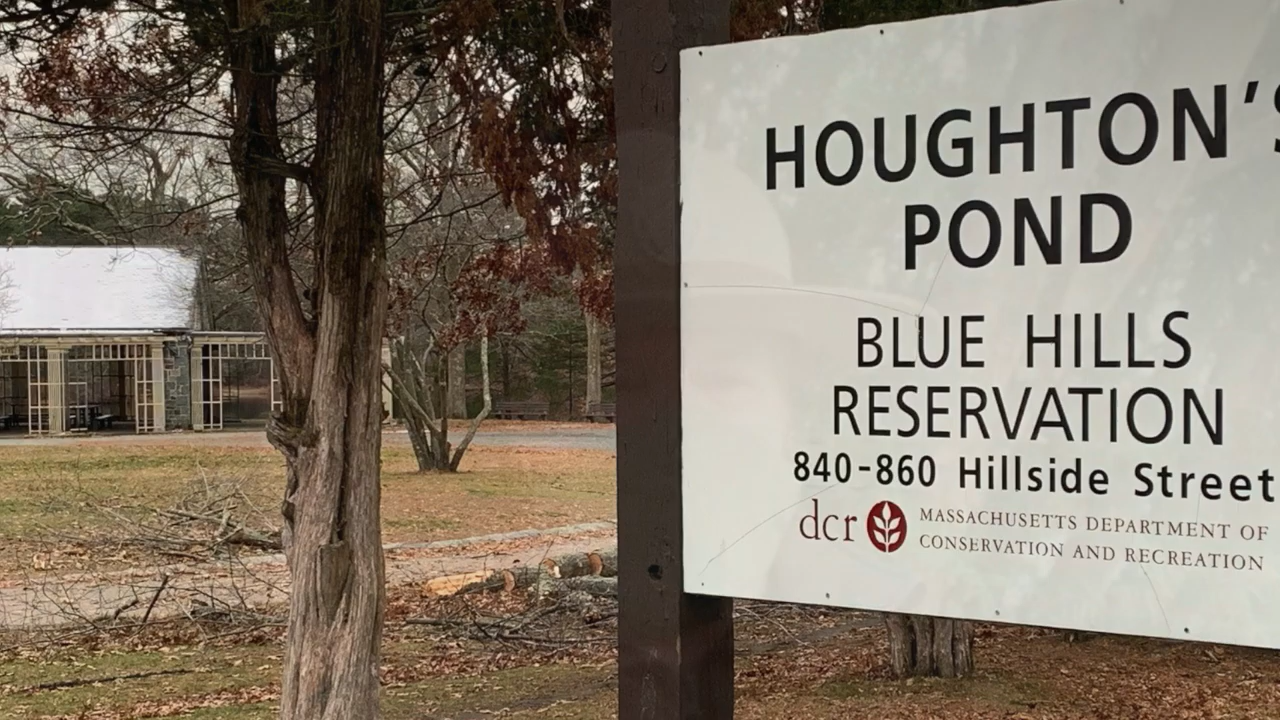 HOUGHTON'S
POND
BLUE HILLS
RESERVATION
840-860 Hillside Street
dcr MASSACHUSETTS DEPARTMENT OF
CONSERVATION AND RECREATION